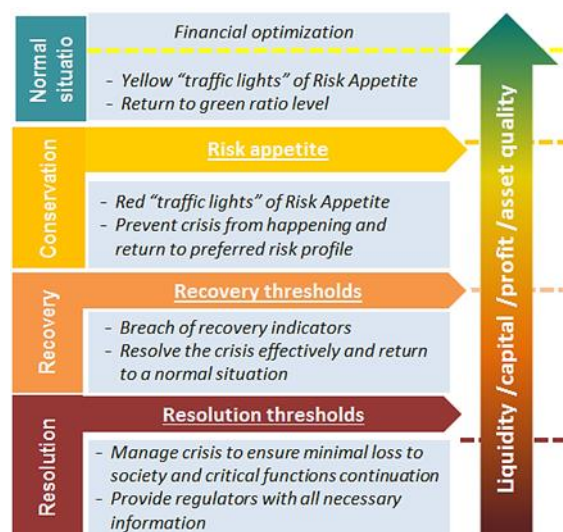 Normal
situatio
Financial optimization
- Yellow “traffic lights” of Risk Appetite
- Return to green ratio level
Conservation
Risk appetite
- Red “traffic lights” of Risk Appetite
- Prevent crisis from happening and
return to preferred risk profile
Recovery
Recovery thresholds
- Breach of recovery indicators
- Resolve the crisis effectively and return
to a normal situation
Resolution
Resolution thresholds
- Manage crisis to ensure minimal loss to
society and critical functions continuation
- Provide regulators with all necessary
information
Liquidity /capital /profit /asset quality